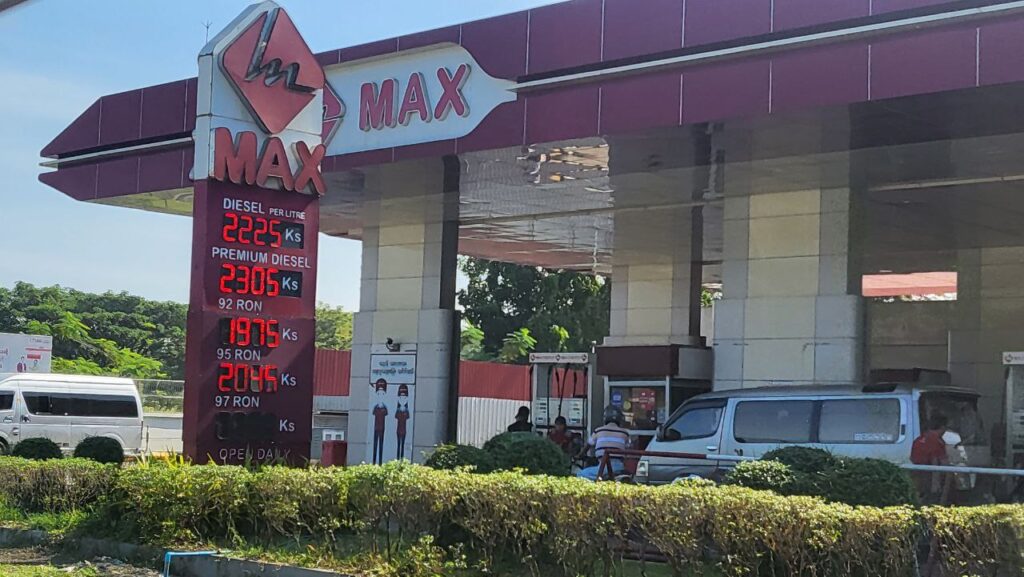 MAX
MAX
DIESEL PER LITRE
2225 Ks
PREMIUM DIESEL
2305 Ks
92 RON
1975 Ks
95 RON
2045 Ks
97 RON
Ks
OPEN DAILY